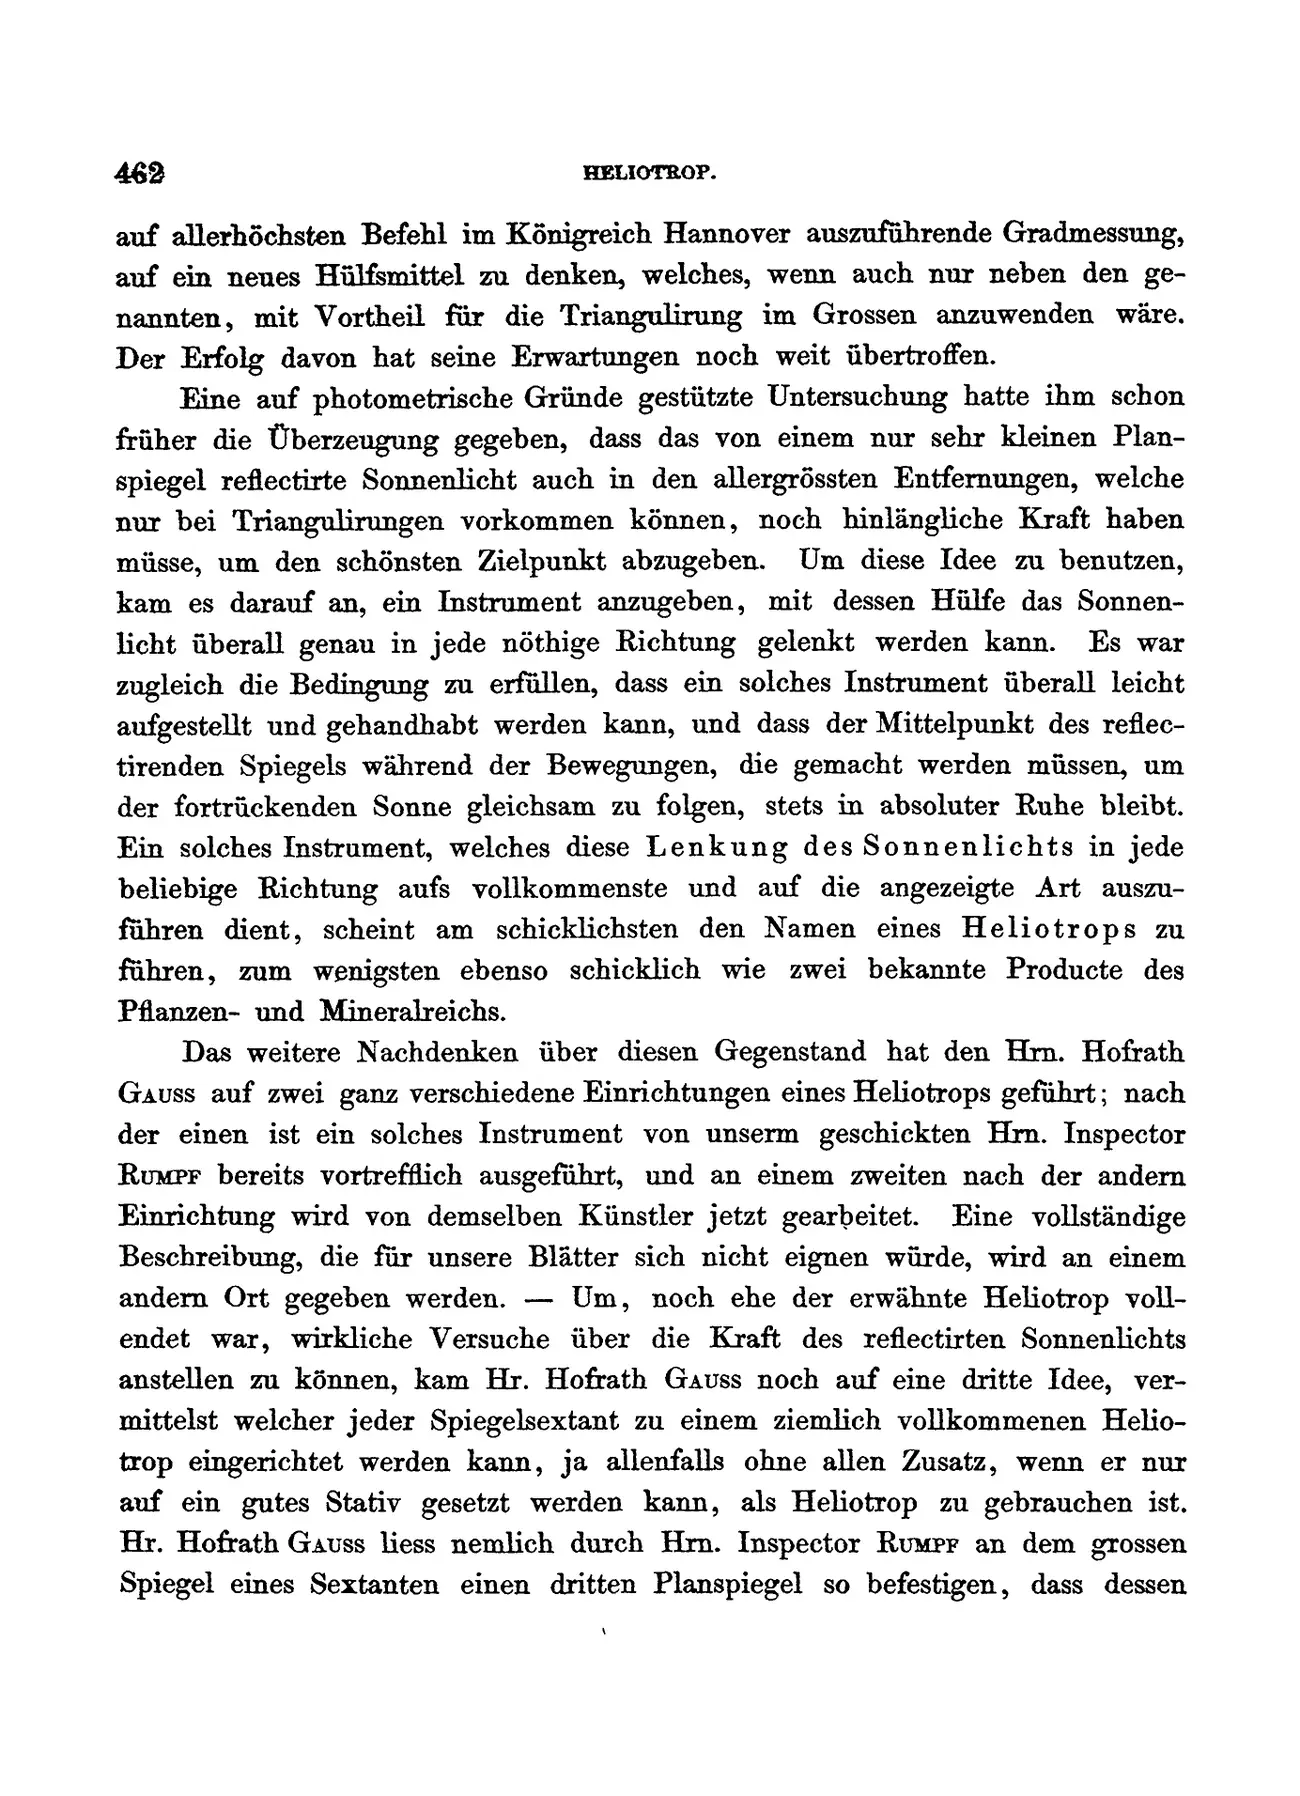 462
HELIOTROP.
auf allerhöchsten Befehl im Königreich Hannover auszuführende Gradmessung,
auf ein neues Hülfsmittel zu denken, welches, wenn auch nur neben den ge-
nannten, mit Vortheil für die Triangulirung im Grossen anzuwenden wäre.
Der Erfolg davon hat seine Erwartungen noch weit übertroffen.
Eine auf photometrische Gründe gestützte Untersuchung hatte ihm schon
früher die Überzeugung gegeben, dass das von einem nur sehr kleinen Plan-
spiegel reflectirte Sonnenlicht auch in den allergrössten Entfernungen, welche
nur bei Triangulirungen vorkommen können, noch hinlängliche Kraft haben
müsse, um den schönsten Zielpunkt abzugeben. Um diese Idee zu benutzen,
kam es darauf an, ein Instrument anzugeben, mit dessen Hülfe das Sonnen-
licht überall genau in jede nöthige Richtung gelenkt werden kann. Es war
zugleich die Bedingung zu erfüllen, dass ein solches Instrument überall leicht
aufgestellt und gehandhabt werden kann, und dass der Mittelpunkt des reflec-
tirenden Spiegels während der Bewegungen, die gemacht werden müssen, um
der fortrückenden Sonne gleichsam zu folgen, stets in absoluter Ruhe bleibt.
Ein solches Instrument, welches diese Lenkung des Sonnenlichts in jede
beliebige Richtung aufs vollkommenste und auf die angezeigte Art auszu-
führen dient, scheint am schicklichsten den Namen eines Heliotrops zu
führen, zum wenigsten ebenso schicklich wie zwei bekannte Producte des
Pflanzen- und Mineralreichs.
Das weitere Nachdenken über diesen Gegenstand hat den Hrn. Hofrath
GAUSS auf zwei ganz verschiedene Einrichtungen eines Heliotrops geführt; nach
der einen ist ein solches Instrument von unserm geschickten Hrn. Inspector
RUMPF bereits vortrefflich ausgeführt, und an einem zweiten nach der andern
Einrichtung wird von demselben Künstler jetzt gearbeitet. Eine vollständige
Beschreibung, die für unsere Blätter sich nicht eignen würde, wird an einem
andern Ort gegeben werden. — Um, noch ehe der erwähnte Heliotrop voll-
endet war, wirkliche Versuche über die Kraft des reflectirten Sonnenlichts
anstellen zu können, kam Hr. Hofrath GAUSS noch auf eine dritte Idee, ver-
mittelst welcher jeder Spiegelsextant zu einem ziemlich vollkommenen Helio-
trop eingerichtet werden kann, ja allenfalls ohne allen Zusatz, wenn er nur
auf ein gutes Stativ gesetzt werden kann, als Heliotrop zu gebrauchen ist.
Hr. Hofrath GAUSS liess nemlich durch Hrn. Inspector RUMPF an dem grossen
Spiegel eines Sextanten einen dritten Planspiegel so befestigen, dass dessen